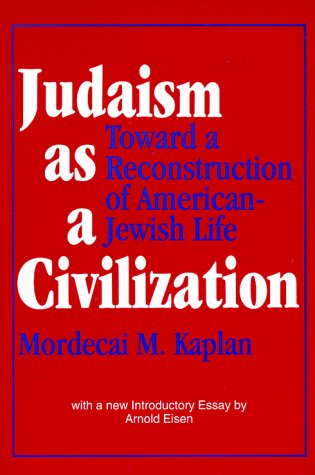 Judaism
as
a
Civilization
Toward a
Reconstruction
of American-
Jewish Life
Mordecai M. Kaplan
with a new Introductory Essay by
Arnold Eisen